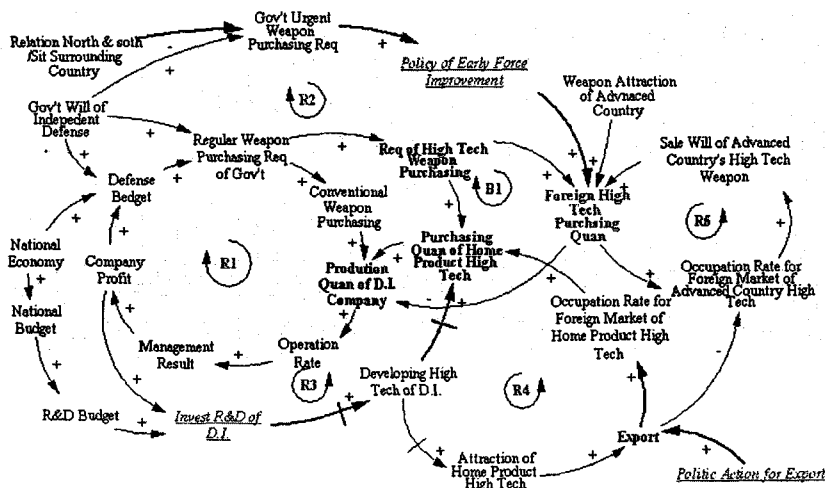 Gov't Urgent
Weapon
Purchasing Req
Relation North & soth
/Sit Surrounding
Country
-
+
+
Policy of Early Force
Improvement
Weapon Attraction
of Advnaced
Country
R2
Gov't Will of
Indepedent
Defense
+
+
Regular Weapon
Purchasing Req
of Gov't
+
Req of High Tech
Weapon
Purchasing
+
+
+
+
Sale Will of Advanced
Country's High Tech
Weapon
Defense
Bedget
+
+
Conventional
Weapon
Purchasing
+
B1
Foreign High
Tech
Purchsing
Quan
R5
+
National
Economy
+
+
Company
Profit
R1
+
+
Purchasing
Quan of Home
Product High
Tech
Prodution
Quan of D.I.
Company
-
+
+
+
Occupation Rate for
Foreign Market of
Advanced Country High
Tech
National
Budget
+
+
Occupation Rate for
Foreign Market of
Home Product High
Tech
+
Management
Result
+
Operation
Rate
+
R3
Developing High
Tech of D.I.
R4
-
+
+
R&D Budget
+
Invest R&D of
D.I.
+
+
Export
Attraction of
Home Product
High Tech
+
+
Politic Action for Export